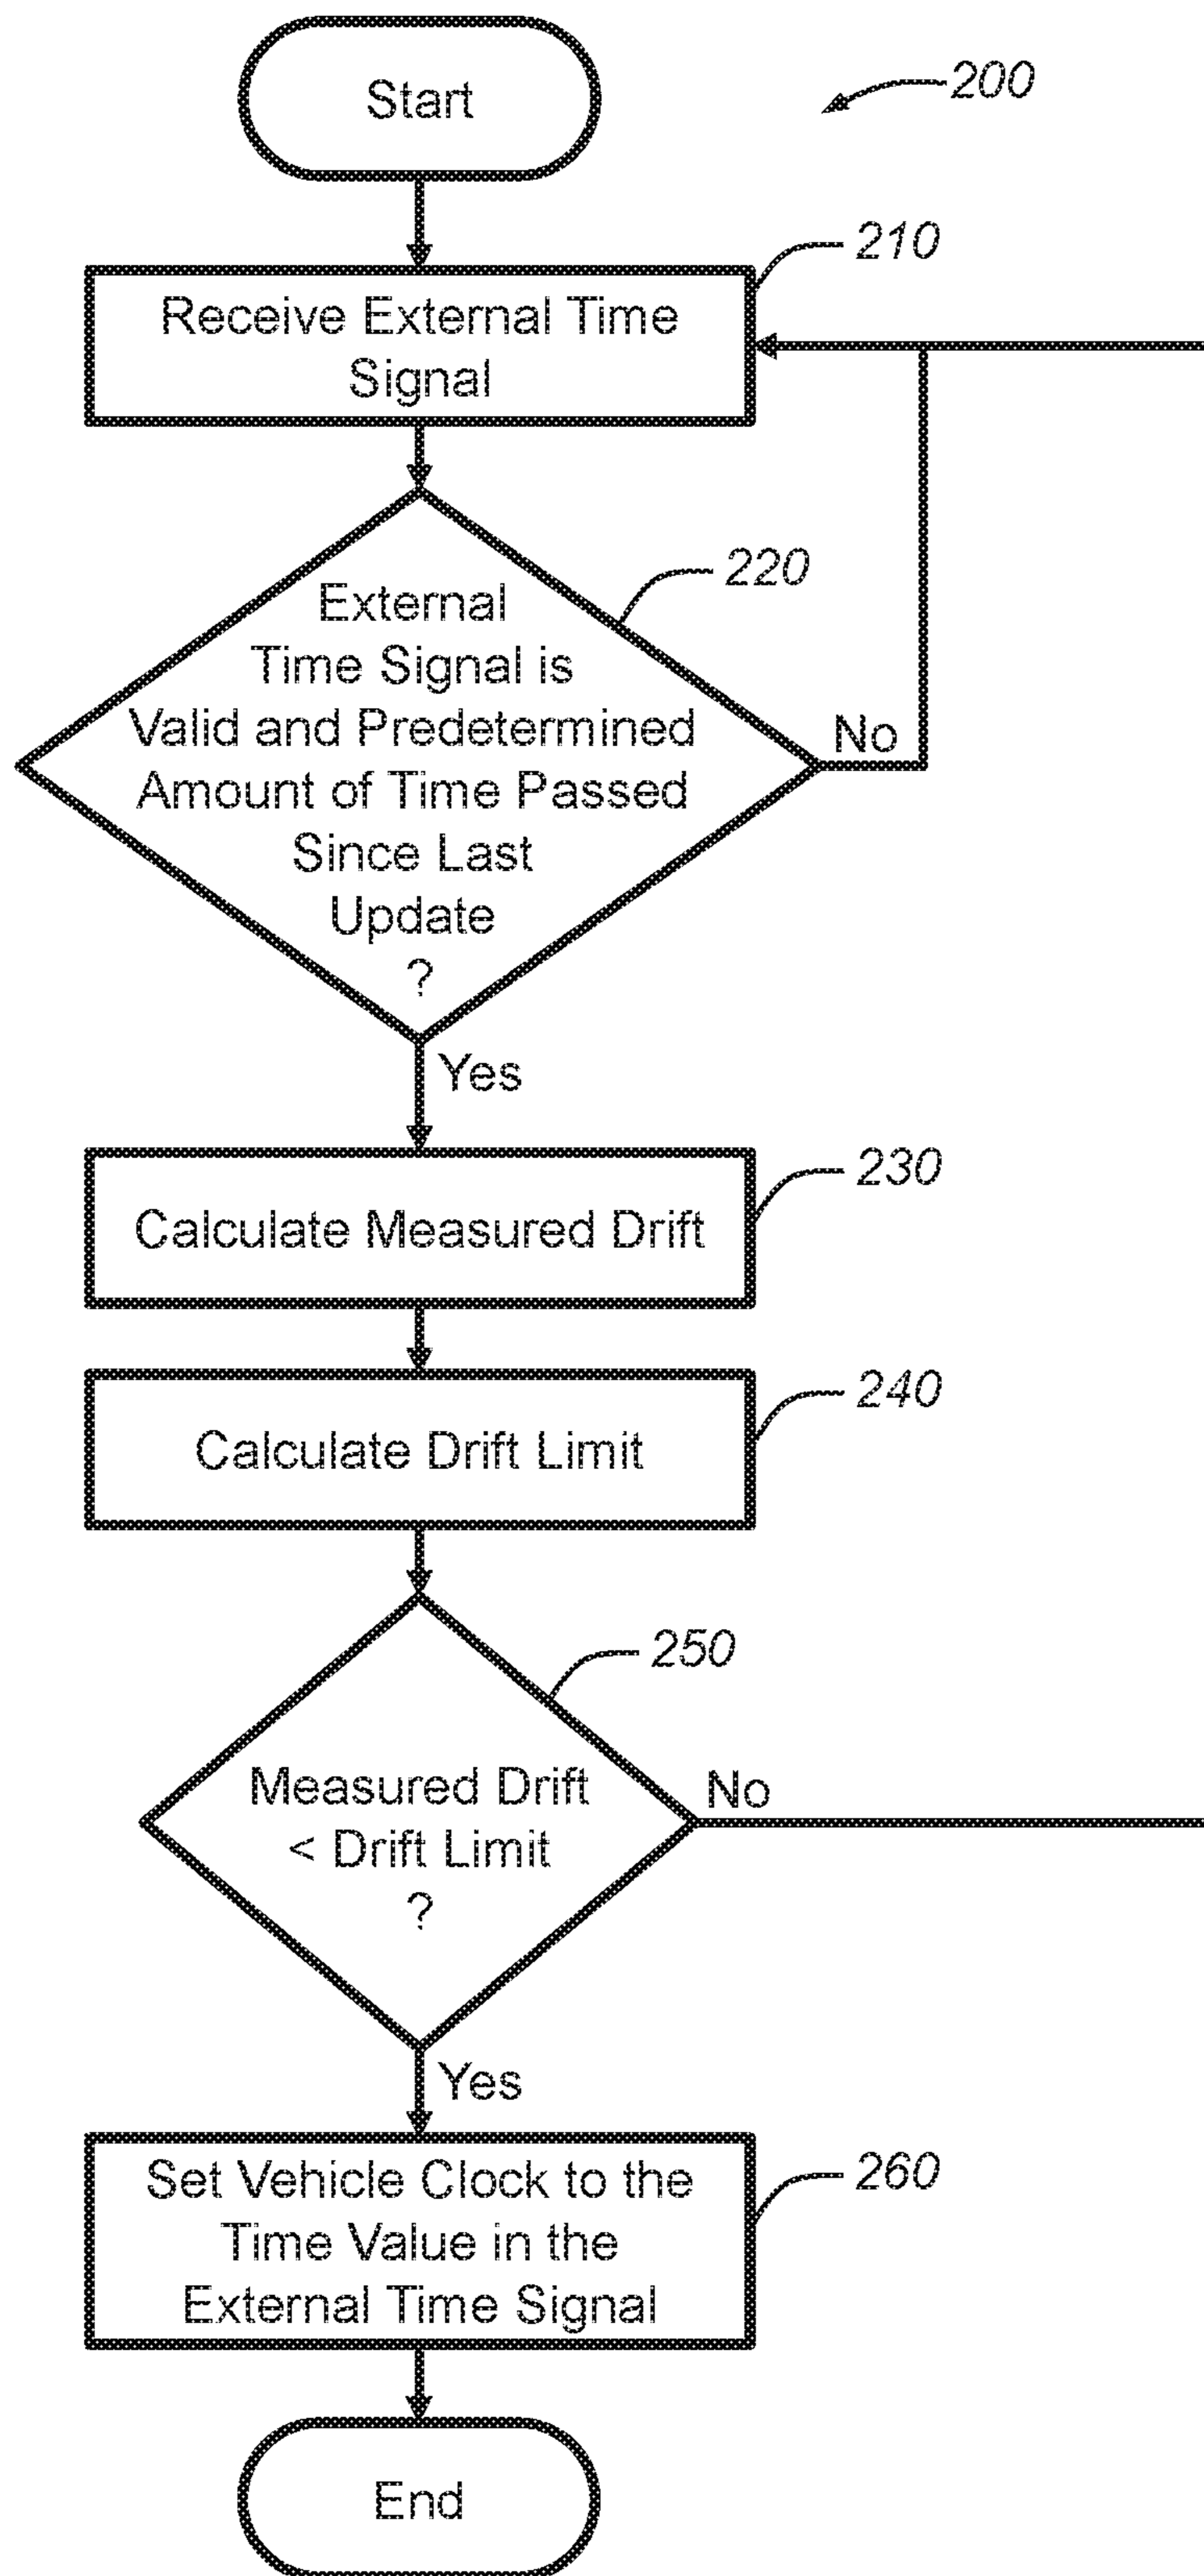 Start
200
210
Receive External Time
Signal
220
External
Time Signal is
Valid and Predetermined
Amount of Time Passed
Since Last
Update
?
No
Yes
230
Calculate Measured Drift
240
Calculate Drift Limit
250
Measured Drift
< Drift Limit
?
No
Yes
260
Set Vehicle Clock to the
Time Value in the
External Time Signal
End